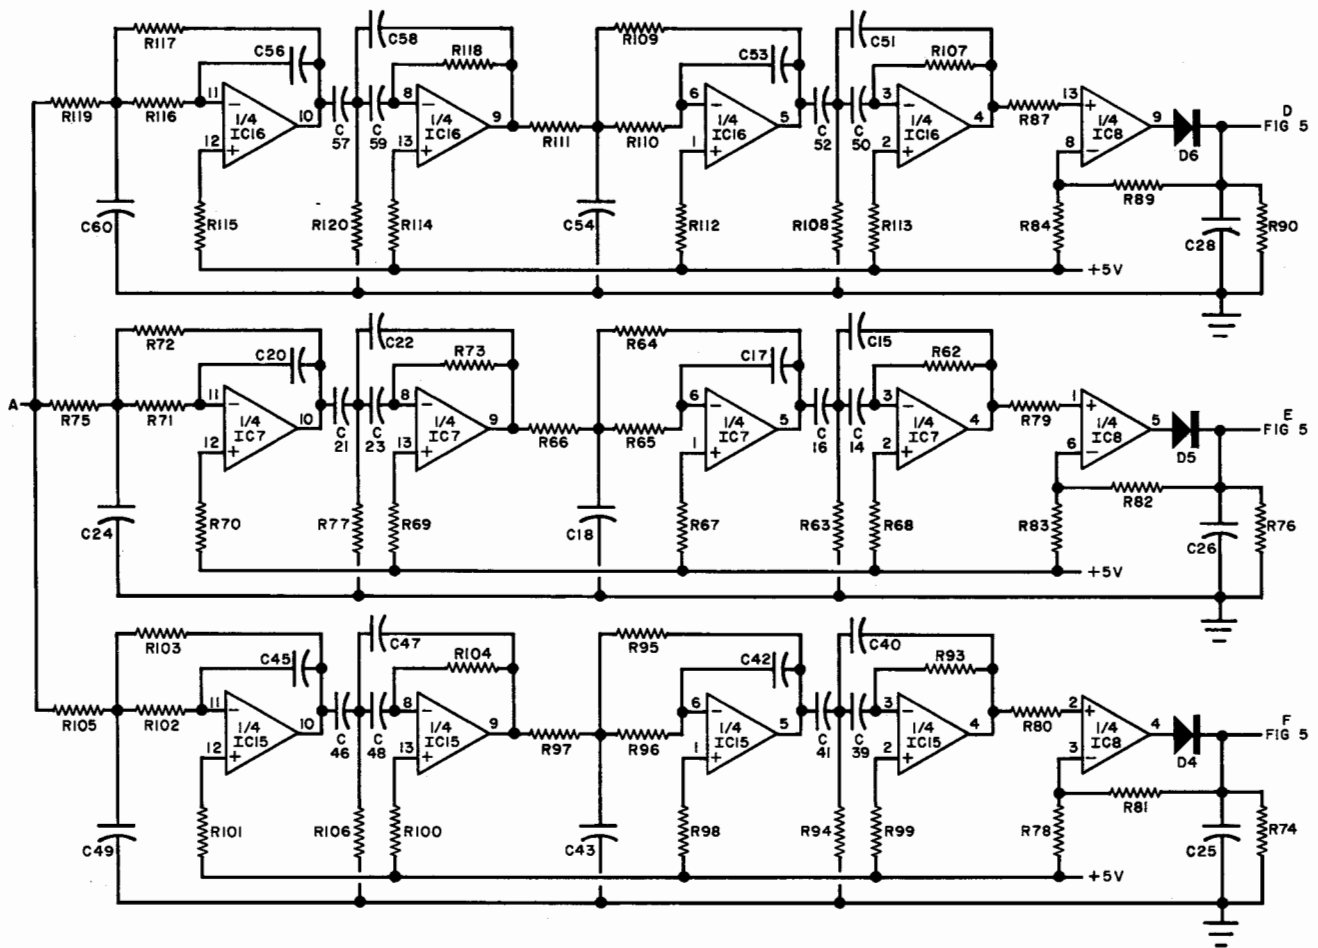 R117
C56
C58
R118
R109
C53
C51
R107
R119
R116
11
12
1/4
IC16
10
C
57
C
59
8
13
1/4
IC16
9
R111
R110
6
1
1/4
IC16
5
C
52
C
50
3
2
1/4
IC16
4
R87
13
8
1/4
IC8
9
D6
D
FIG 5
R89
C60
R115
R120
R114
C54
R112
R108
R113
R84
C28
R90
+5V
R72
C20
C22
R73
R64
C17
C15
R62
A
R75
R71
11
12
1/4
IC7
10
C
21
C
23
8
13
1/4
IC7
9
R66
R65
6
1
1/4
IC7
5
C
16
C
14
3
2
1/4
IC7
4
R79
1
6
1/4
IC8
5
D5
E
FIG 5
R82
C24
R70
R77
R69
C18
R67
R63
R68
R83
C26
R76
+5V
R103
C45
C47
R104
R95
C42
C40
R93
R105
R102
11
12
1/4
IC15
10
C
46
C
48
8
13
1/4
IC15
9
R97
R96
6
1
1/4
IC15
5
C
41
C
39
3
2
1/4
IC15
4
R80
2
3
1/4
IC8
4
D4
F
FIG 5
R81
C49
R101
R106
R100
C43
R98
R94
R99
R78
C25
R74
+5V